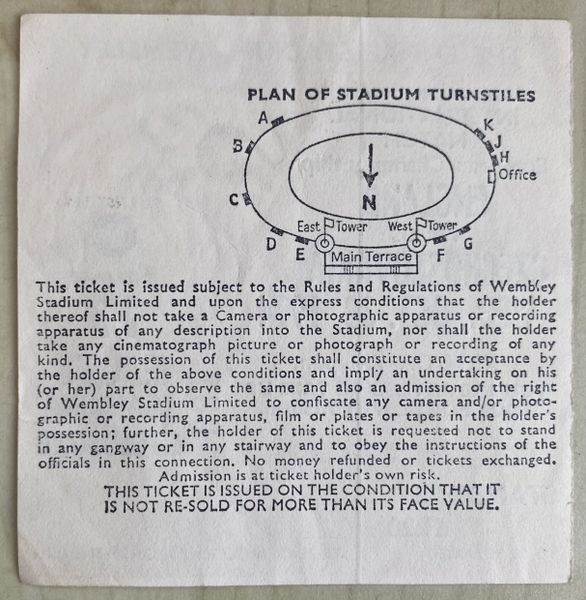 PLAN OF STADIUM TURNSTILES
A
K
B
J
H
Office
C
N
East Tower
West Tower
D
E
Main Terrace
F
G
This ticket is issued subject to the Rules and Regulations of Wembley
Stadium Limited and upon the express conditions that the holder
thereof shall not take a Camera or photographic apparatus or recording
apparatus of any description into the Stadium, nor shall the holder
take any cinematograph picture or photograph or recording of any
kind. The possession of this ticket shall constitute an acceptance by
the holder of the above conditions and imply an undertaking on his
(or her) part to observe the same and also an admission of the right
of Wembley Stadium Limited to confiscate any camera and/or photo-
graphic or recording apparatus, film or plates or tapes in the holder's
possession; further, the holder of this ticket is requested not to stand
in any gangway or in any stairway and to obey the instructions of the
officials in this connection. No money refunded or tickets exchanged.
Admission is at ticket holder's own risk.
THIS TICKET IS ISSUED ON THE CONDITION THAT IT
IS NOT RE-SOLD FOR MORE THAN ITS FACE VALUE.